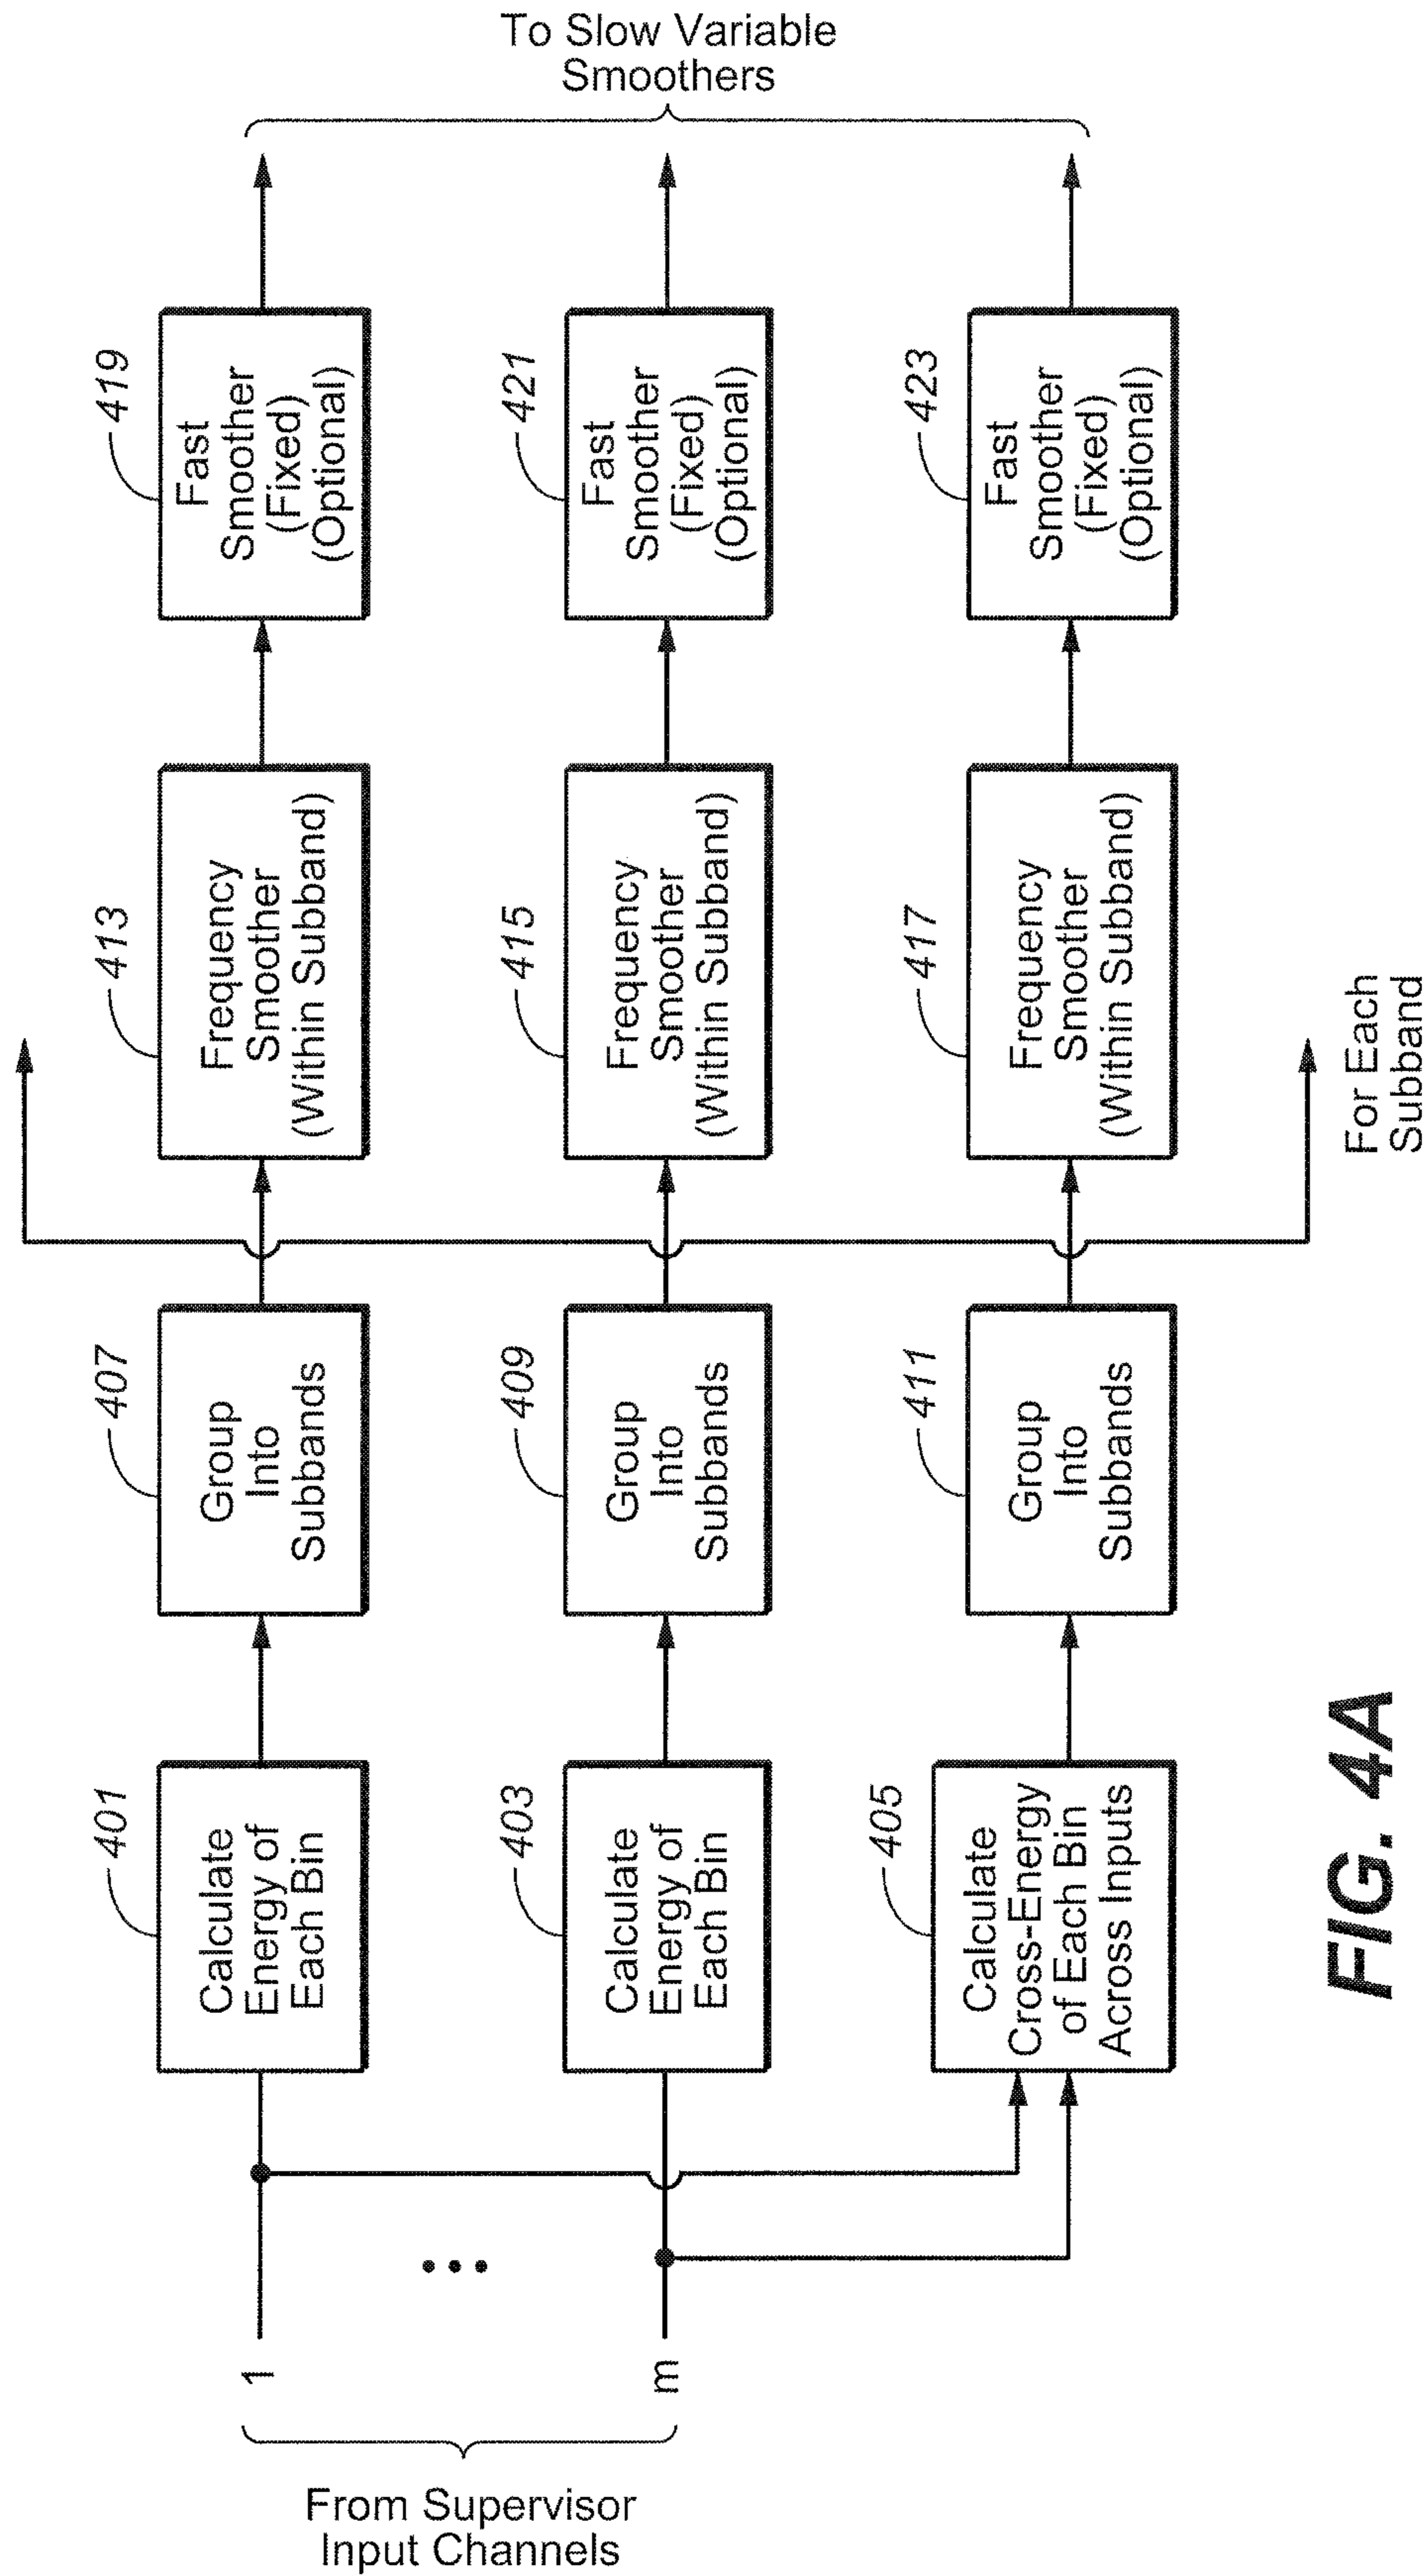 To Slow Variable
Smoothers
419
Fast
Smoother
(Fixed)
(Optional)
421
Fast
Smoother
(Fixed)
(Optional)
423
Fast
Smoother
(Fixed)
(Optional)
413
Frequency
Smoother
(Within Subband)
415
Frequency
Smoother
(Within Subband)
417
Frequency
Smoother
(Within Subband)
For Each
Subband
407
Group
Into
Subbands
409
Group
Into
Subbands
411
Group
Into
Subbands
401
Calculate
Energy of
Each Bin
403
Calculate
Energy of
Each Bin
405
Calculate
Cross-Energy
of Each Bin
Across Inputs
1
...
m
From Supervisor
Input Channels
FIG. 4A